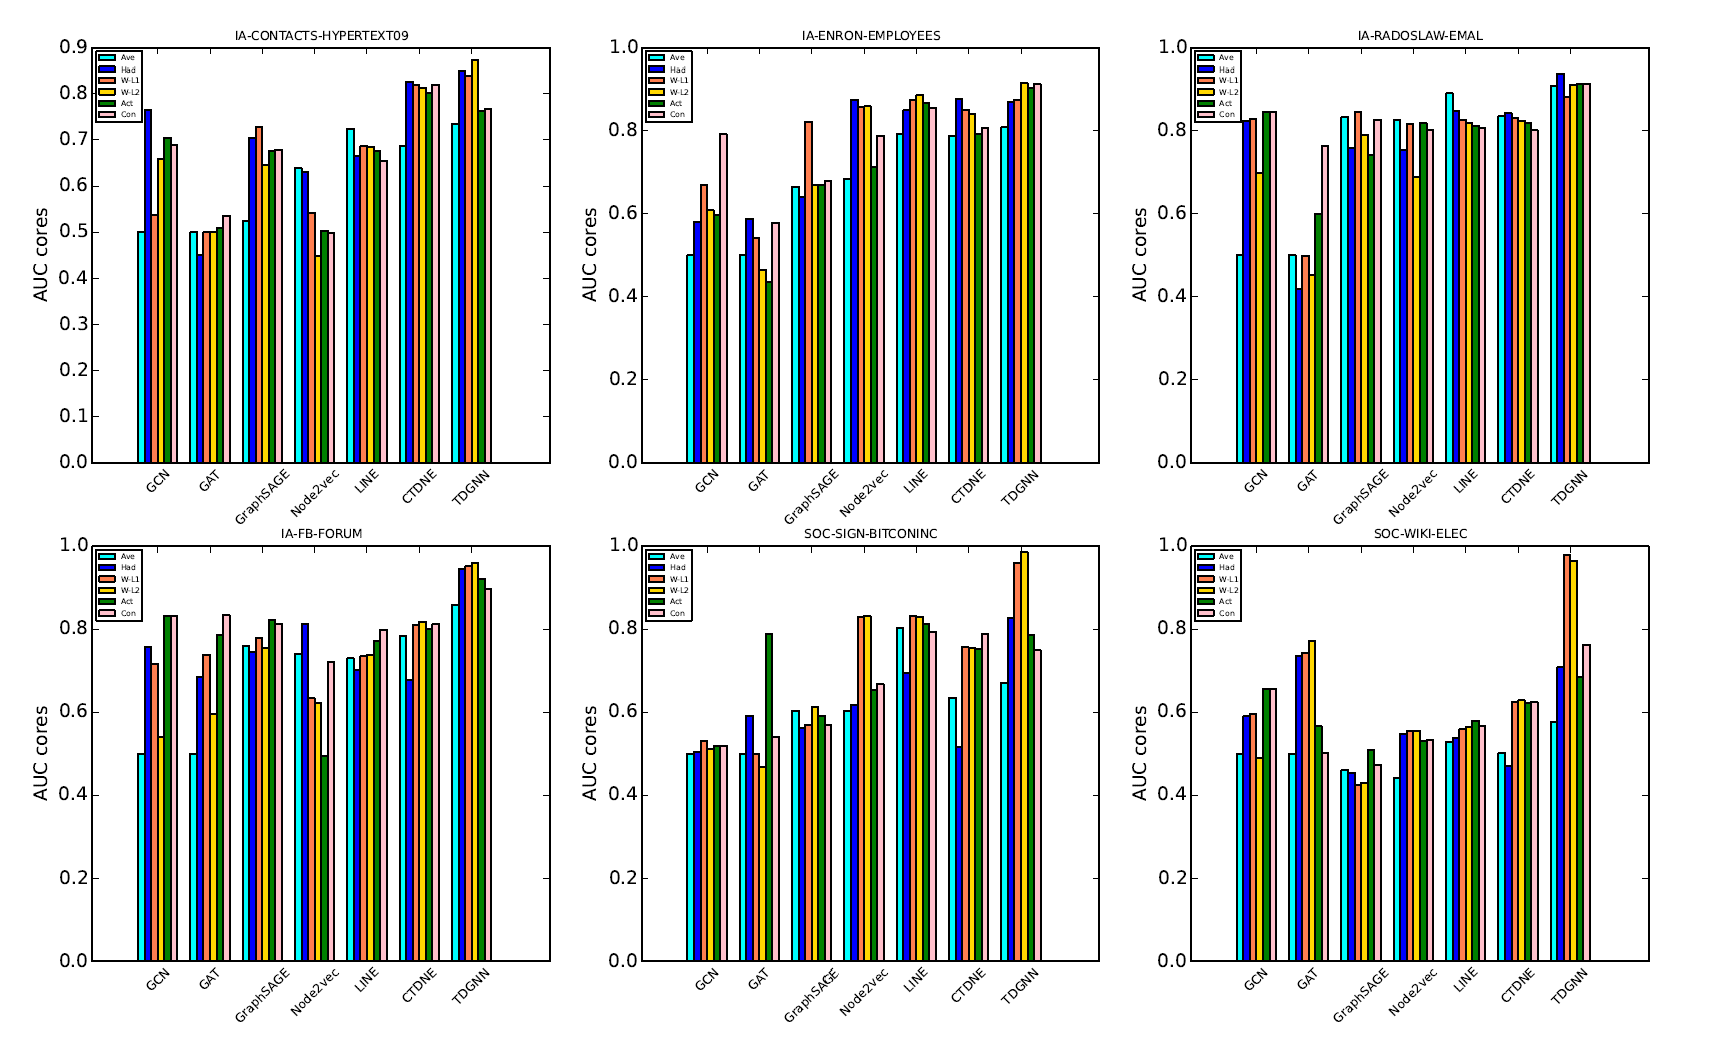 IA-CONTACTS-HYPERTEXT09
0.9
0.8
0.7
0.6
0.5
0.4
0.3
0.2
0.1
0.0
AUC cores
Ave
Had
W-L1
W-L2
Act
Con
GCN
GAT
GraphSAGE
Node2vec
LINE
CTDNE
TDGNN
IA-ENRON-EMPLOYEES
1.0
0.8
0.6
0.4
0.2
0.0
AUC cores
Ave
Had
W-L1
W-L2
Act
Con
GCN
GAT
GraphSAGE
Node2vec
LINE
CTDNE
TDGNN
IA-RADOSLAW-EMAL
1.0
0.8
0.6
0.4
0.2
0.0
AUC cores
Ave
Had
W-L1
W-L2
Act
Con
GCN
GAT
GraphSAGE
Node2vec
LINE
CTDNE
TDGNN
IA-FB-FORUM
1.0
0.8
0.6
0.4
0.2
0.0
AUC cores
Ave
Had
W-L1
W-L2
Act
Con
GCN
GAT
GraphSAGE
Node2vec
LINE
CTDNE
TDGNN
SOC-SIGN-BITCONINC
1.0
0.8
0.6
0.4
0.2
0.0
AUC cores
Ave
Had
W-L1
W-L2
Act
Con
GCN
GAT
GraphSAGE
Node2vec
LINE
CTDNE
TDGNN
SOC-WIKI-ELEC
1.0
0.8
0.6
0.4
0.2
0.0
AUC cores
Ave
Had
W-L1
W-L2
Act
Con
GCN
GAT
GraphSAGE
Node2vec
LINE
CTDNE
TDGNN